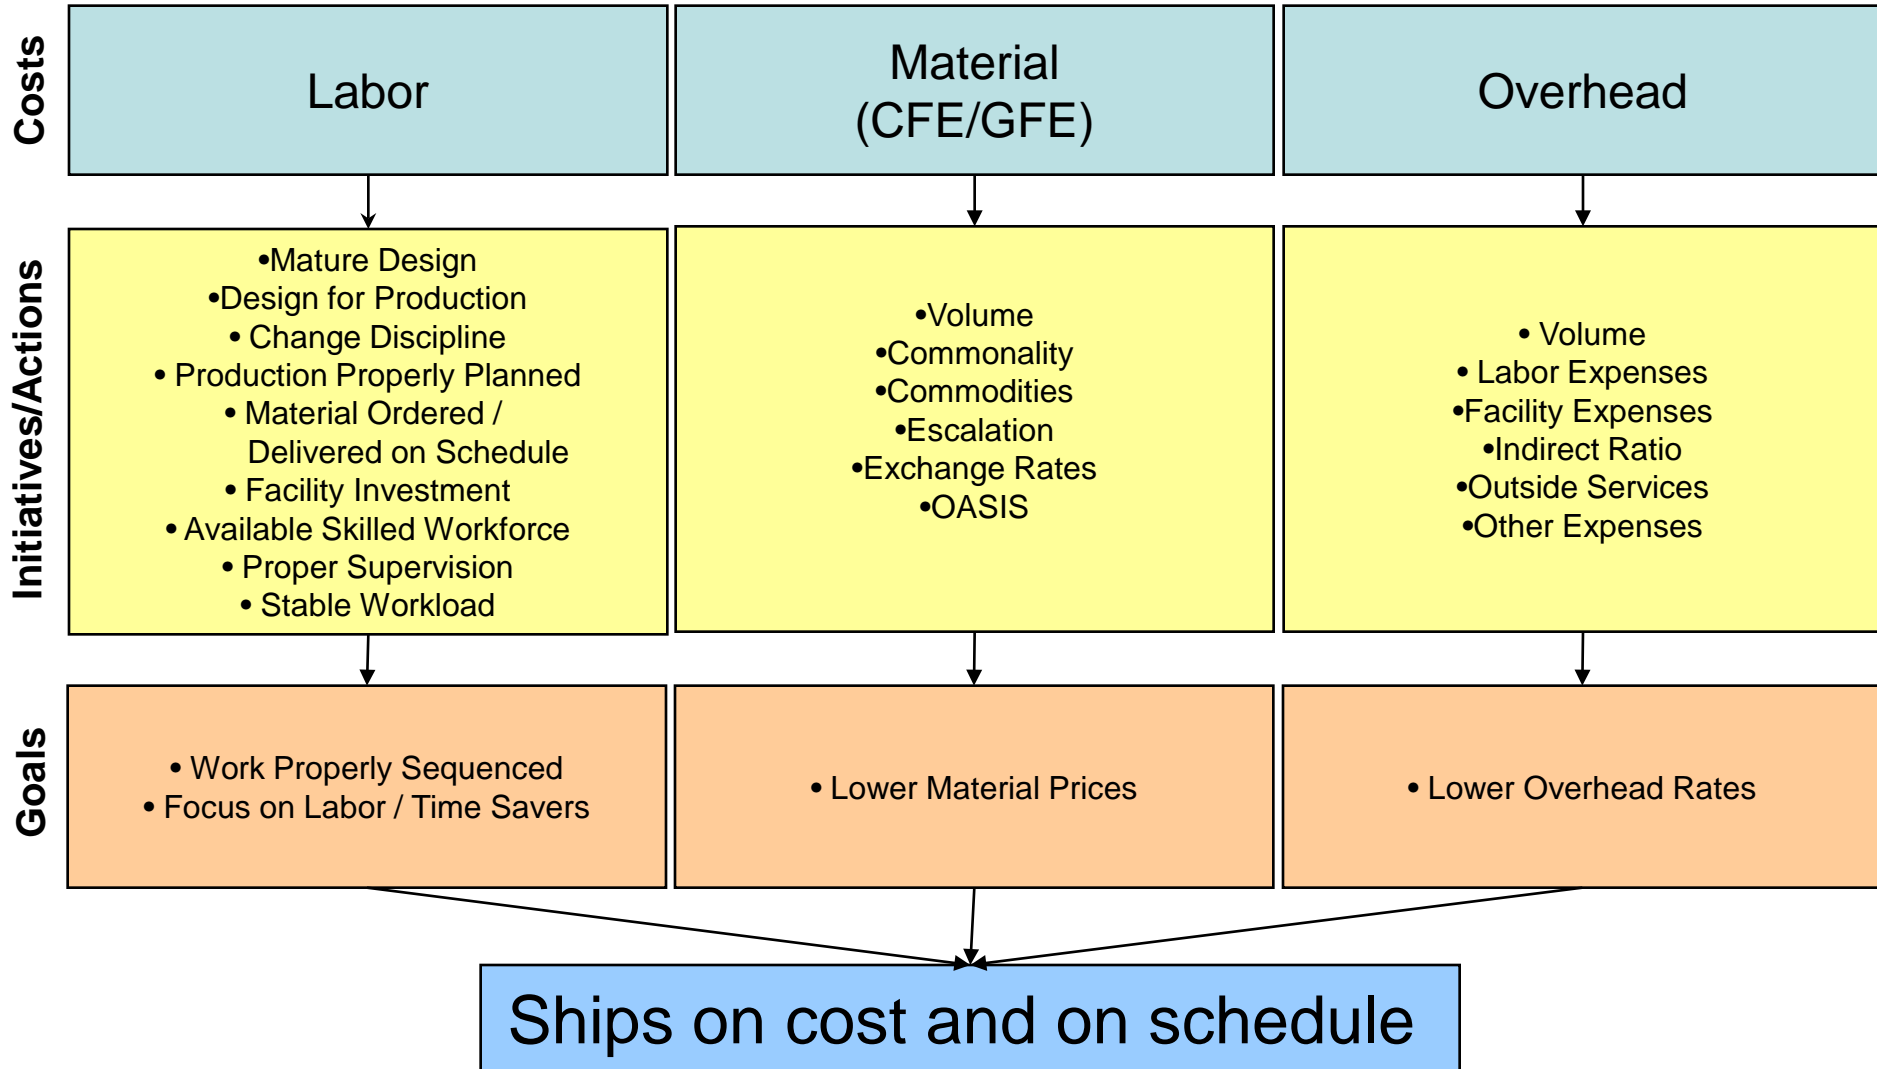 Costs
Labor
Material
(CFE/GFE)
Overhead
Initiatives/Actions
•Mature Design
•Design for Production
• Change Discipline
• Production Properly Planned
• Material Ordered /
Delivered on Schedule
• Facility Investment
• Available Skilled Workforce
• Proper Supervision
• Stable Workload
•Volume
•Commonality
•Commodities
•Escalation
•Exchange Rates
•OASIS
• Volume
• Labor Expenses
•Facility Expenses
•Indirect Ratio
•Outside Services
•Other Expenses
Goals
• Work Properly Sequenced
• Focus on Labor / Time Savers
• Lower Material Prices
• Lower Overhead Rates
Ships on cost and on schedule